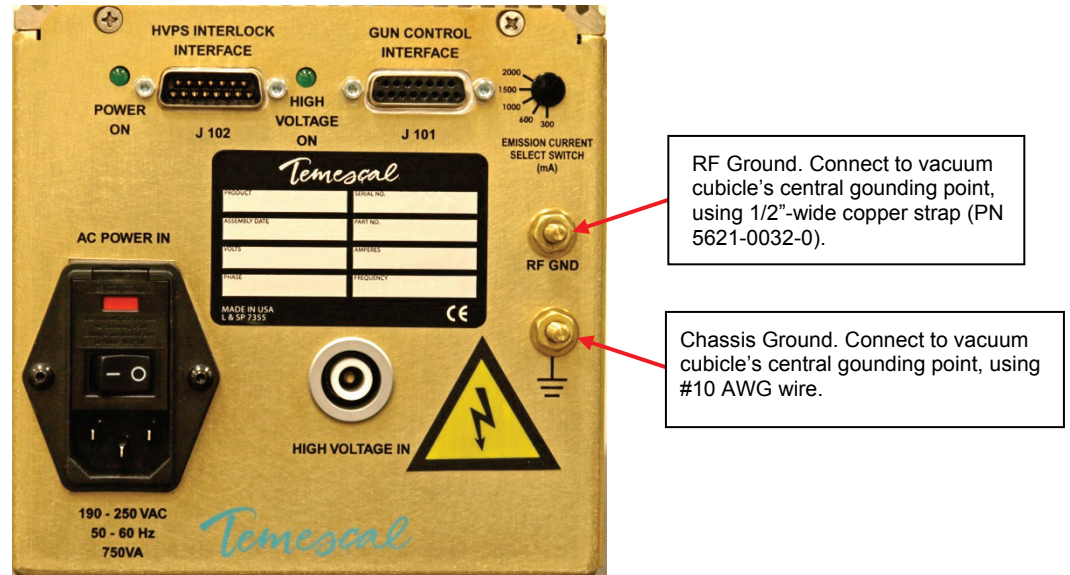 HVPS INTERLOCK
INTERFACE
GUN CONTROL
INTERFACE
POWER
ON
J 102
HIGH
VOLTAGE
ON
J 101
2000
1500
1000
600
300
EMISSION CURRENT
SELECT SWITCH
(mA)
Temescal
PRODUCT
SERIAL NO.
ASSEMBLY DATE
PART NO.
VOLTS
AMPERES
PHASE
FREQUENCY
MADE IN USA
L & SP 7355
CE
RF GND
AC POWER IN
– O
HIGH VOLTAGE IN
190 - 250 VAC
50 - 60 Hz
750VA
Temescal
RF Ground. Connect to vacuum
cubicle's central gounding point,
using 1/2"-wide copper strap (PN
5621-0032-0).
Chassis Ground. Connect to vacuum
cubicle's central gounding point, using
#10 AWG wire.